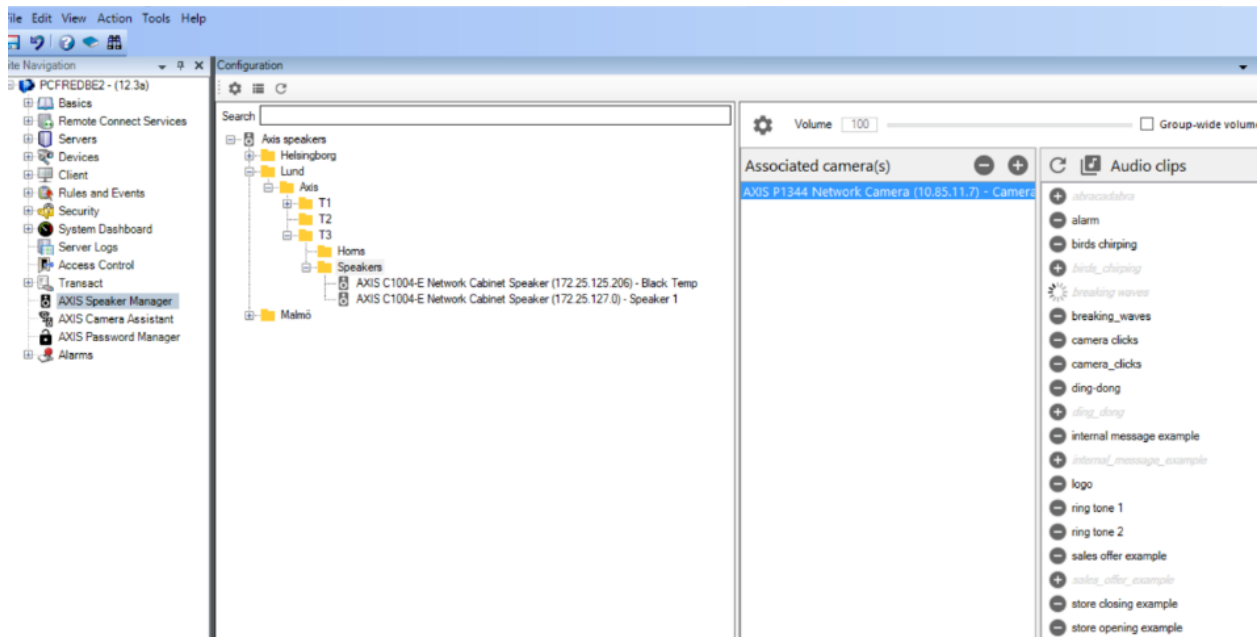 File Edit View Action Tools Help
Site Navigation
PCFREDBE2 - (12.3a)
Basics
Remote Connect Services
Servers
Devices
Client
Rules and Events
Security
System Dashboard
Server Logs
Access Control
Transact
AXIS Speaker Manager
AXIS Camera Assistant
AXIS Password Manager
Alarms
Configuration
Search
Axis speakers
Helsingborg
Lund
Axis
T1
T2
T3
Horns
Speakers
AXIS C1004-E Network Cabinet Speaker (172.25.125.206) - Black Temp
AXIS C1004-E Network Cabinet Speaker (172.25.127.0) - Speaker 1
Malmö
Volume 100 Group-wide volume
Associated camera(s)
AXIS P1344 Network Camera (10.85.11.7) - Camera
Audio clips
abracadabra
alarm
birds chirping
birds_chirping
breaking waves
breaking_waves
camera clicks
camera_clicks
ding-dong
ding_dong
internal message example
internal_message_example
logo
ring tone 1
ring tone 2
sales offer example
sales_offer_example
store closing example
store opening example